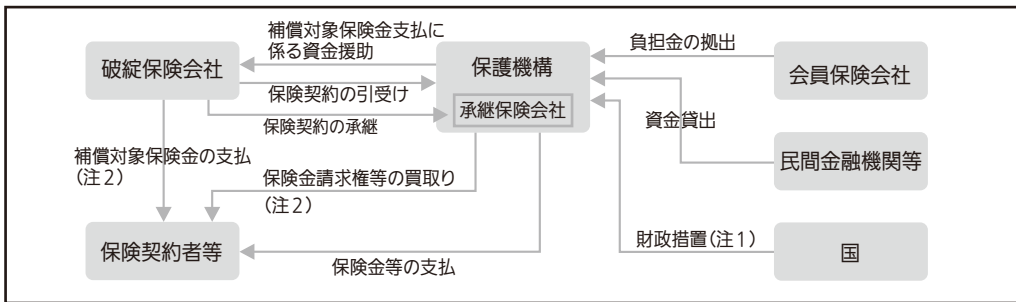 補償対象保険金支払に
係る資金援助
負担金の拠出
破綻保険会社
保護機構
会員保険会社
保険契約の引受け
承継保険会社
保険契約の承継
資金貸出
補償対象保険金の支払
(注2)
民間金融機関等
保険金請求権等の買取り
(注2)
保険契約者等
財政措置(注1)
国
保険金等の支払